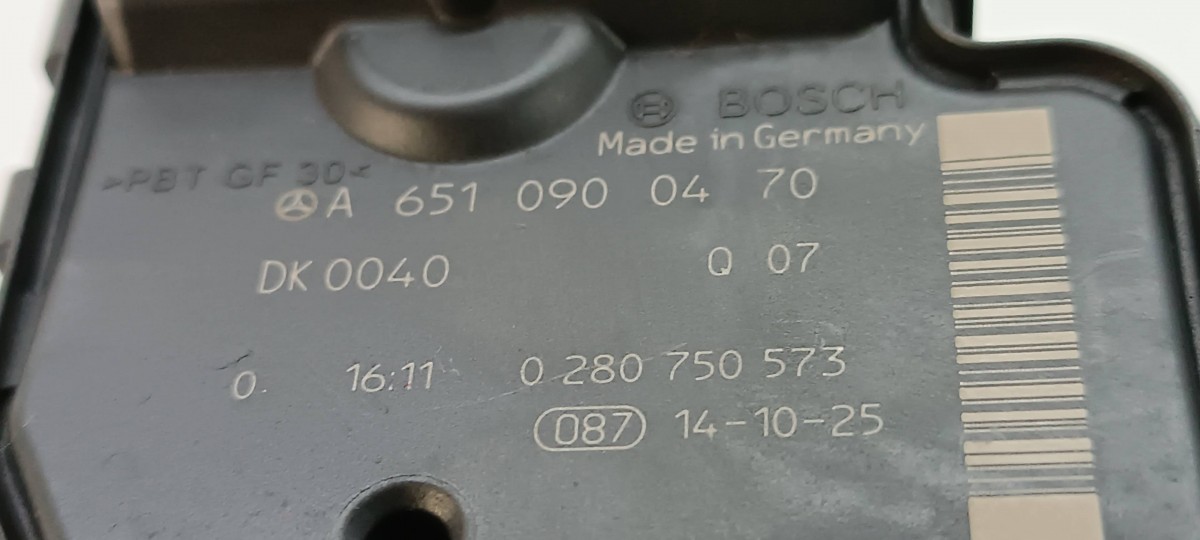 BOSCH
Made in Germany
>PBT GF 30<
A 651 090 04 70
DK 0040 Q 07
0. 16:11 0 280 750 573
087 14-10-25